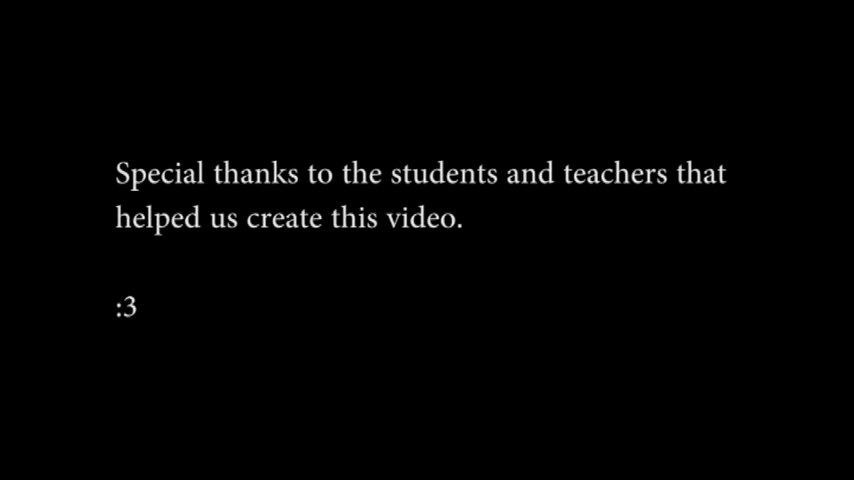 Special thanks to the students and teachers that
helped us create this video.
:3